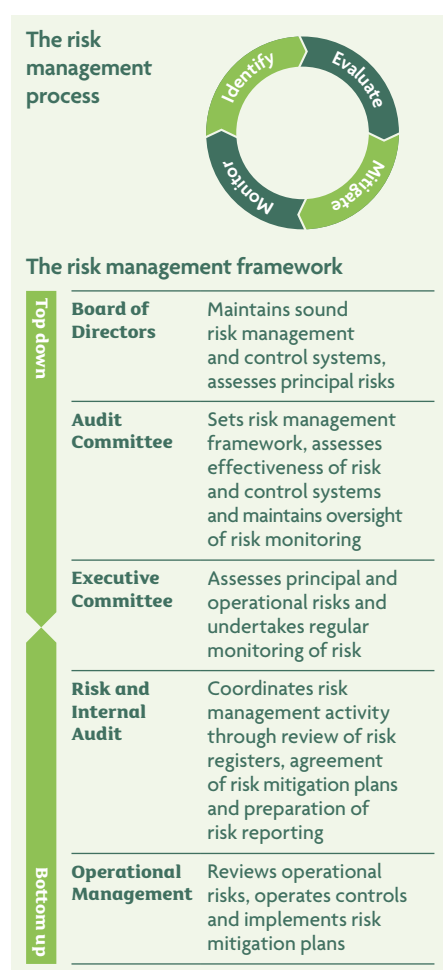 The risk
management
process
Identify
Evaluate
Mitigate
Monitor
The risk management framework
Top down
Board of
Directors
Maintains sound
risk management
and control systems,
assesses principal risks
Audit
Committee
Sets risk management
framework, assesses
effectiveness of risk
and control systems
and maintains oversight
of risk monitoring
Executive
Committee
Assesses principal and
operational risks and
undertakes regular
monitoring of risk
Risk and
Internal
Audit
Coordinates risk
management activity
through review of risk
registers, agreement
of risk mitigation plans
and preparation of
risk reporting
Bottom up
Operational
Management
Reviews operational
risks, operates controls
and implements risk
mitigation plans